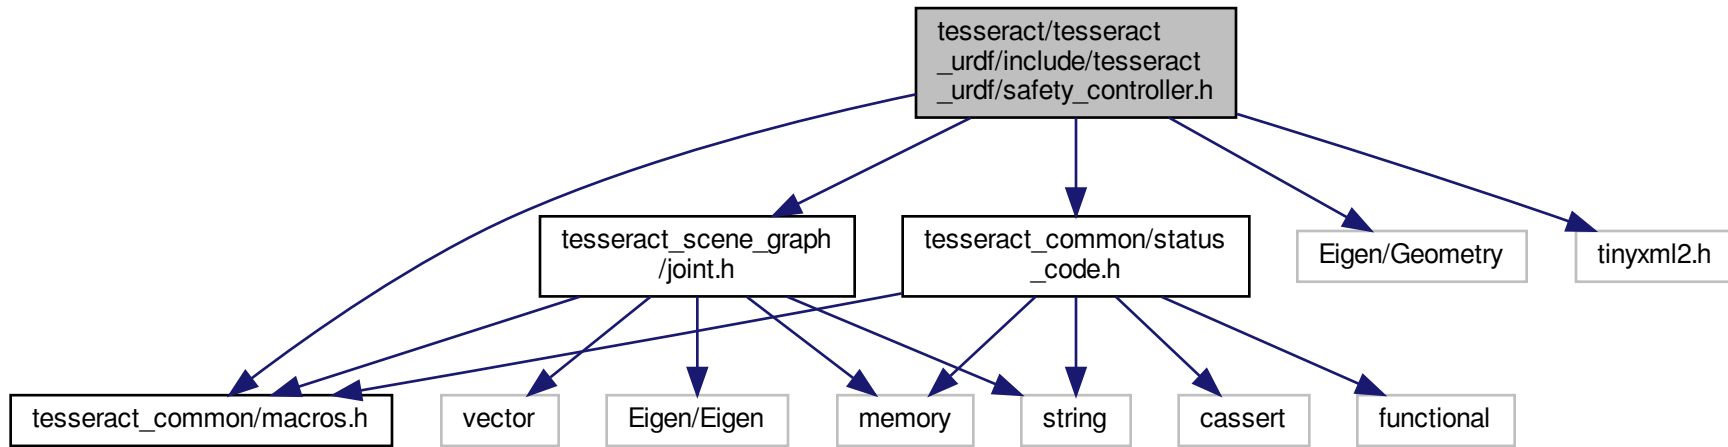 tesseract/tesseract
_urdf/include/tesseract
_urdf/safety_controller.h
tesseract_scene_graph
/joint.h
tesseract_common/status
_code.h
Eigen/Geometry
tinyxml2.h
tesseract_common/macros.h
vector
Eigen/Eigen
memory
string
cassert
functional